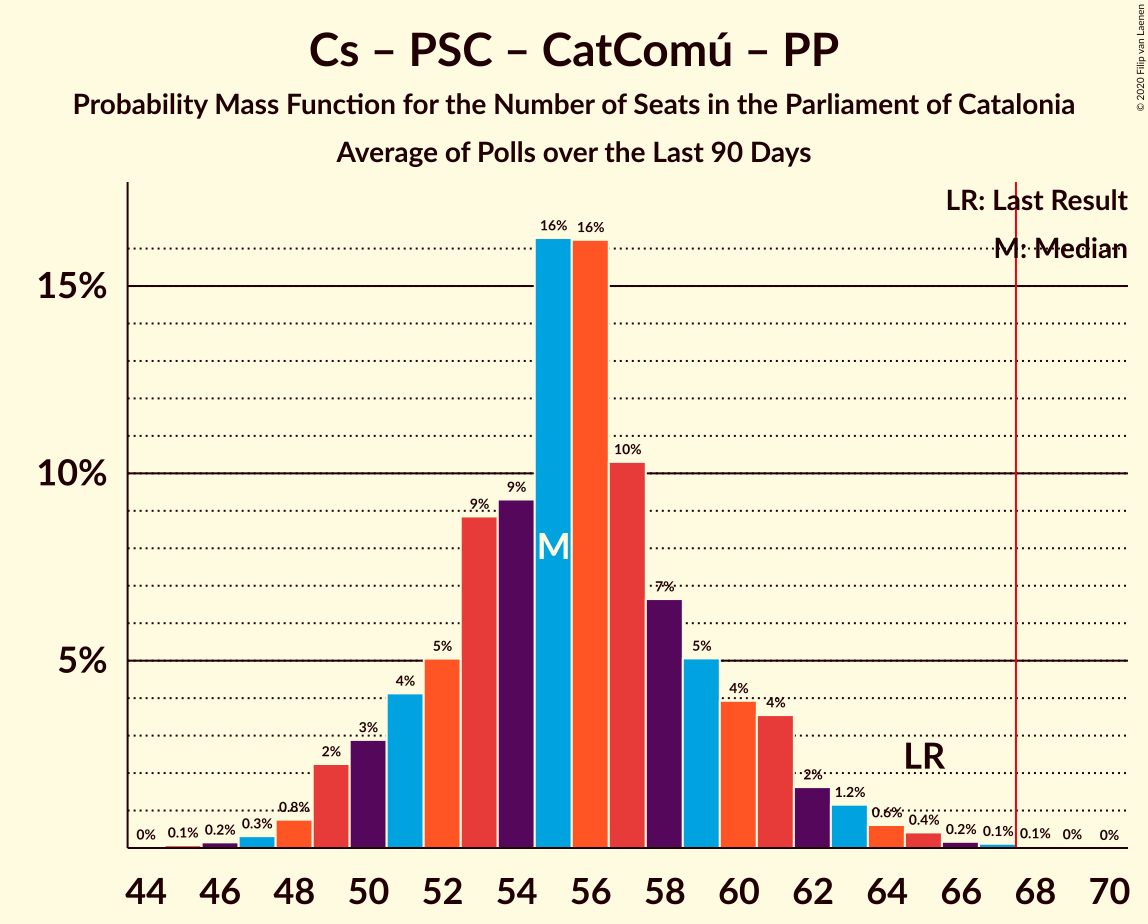 Cs – PSC – CatComú – PP
Probability Mass Function for the Number of Seats in the Parliament of Catalonia
Average of Polls over the Last 90 Days
© 2020 Filip van Laenen
LR: Last Result
M: Median
15%
10%
5%
0% 0.1% 0.2% 0.3% 0.8% 2% 3% 4% 5% 9% 9% 16% 16% 10% 7% 5% 4% 4% 2% 1.2% 0.6% 0.4% 0.2% 0.1% 0.1% 0% 0%
M
LR
44 46 48 50 52 54 56 58 60 62 64 66 68 70